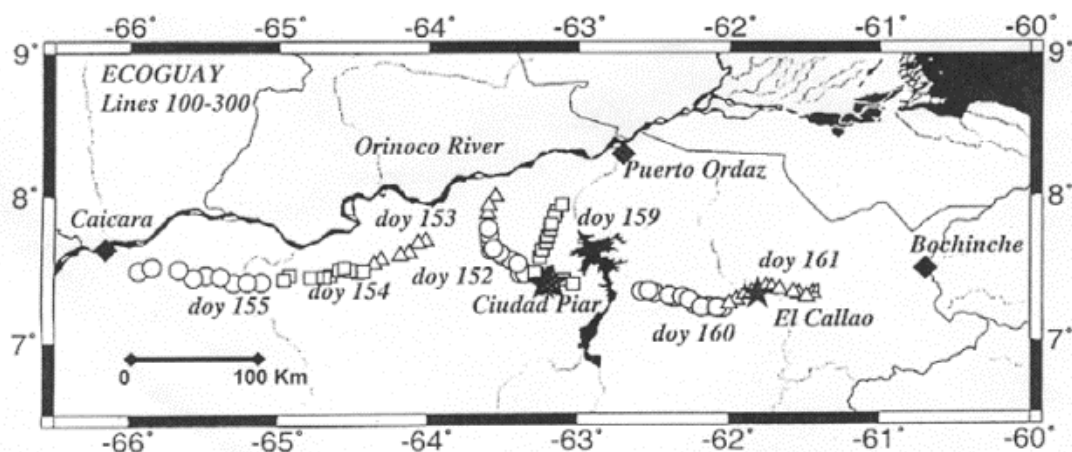 -66° -65° -64° -63° -62° -61° -60°
9° 9°
ECOGUAY
Lines 100-300
Orinoco River
Puerto Ordaz
8° 8°
Caicara
doy 153
doy 159
Bochinche
doy 152
doy 161
doy 155
doy 154
Ciudad Piar
El Callao
doy 160
7° 7°
0 100 Km
-66° -65° -64° -63° -62° -61° -60°